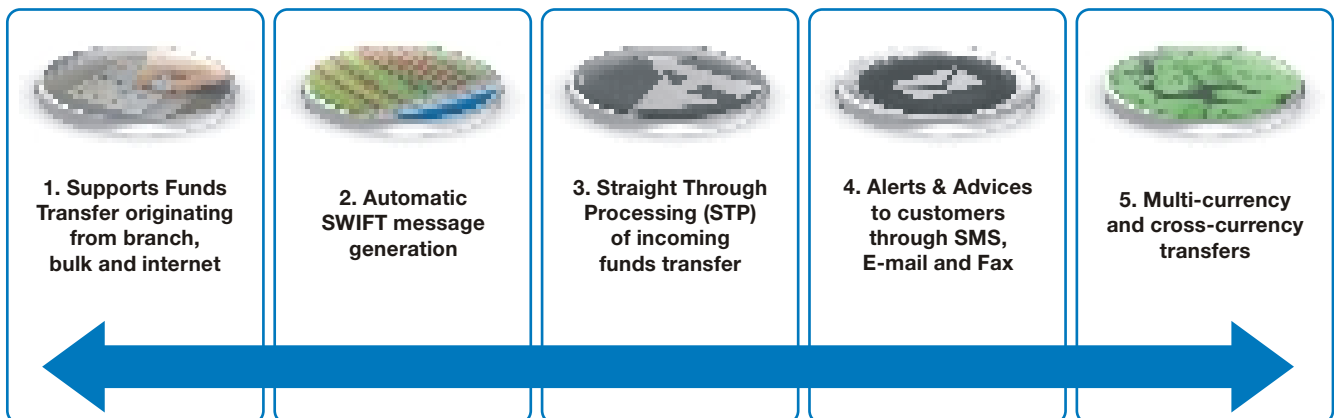 1. Supports Funds
Transfer originating
from branch,
bulk and internet
2. Automatic
SWIFT message
generation
3. Straight Through
Processing (STP)
of incoming
funds transfer
4. Alerts & Advices
to customers
through SMS,
E-mail and Fax
5. Multi-currency
and cross-currency
transfers